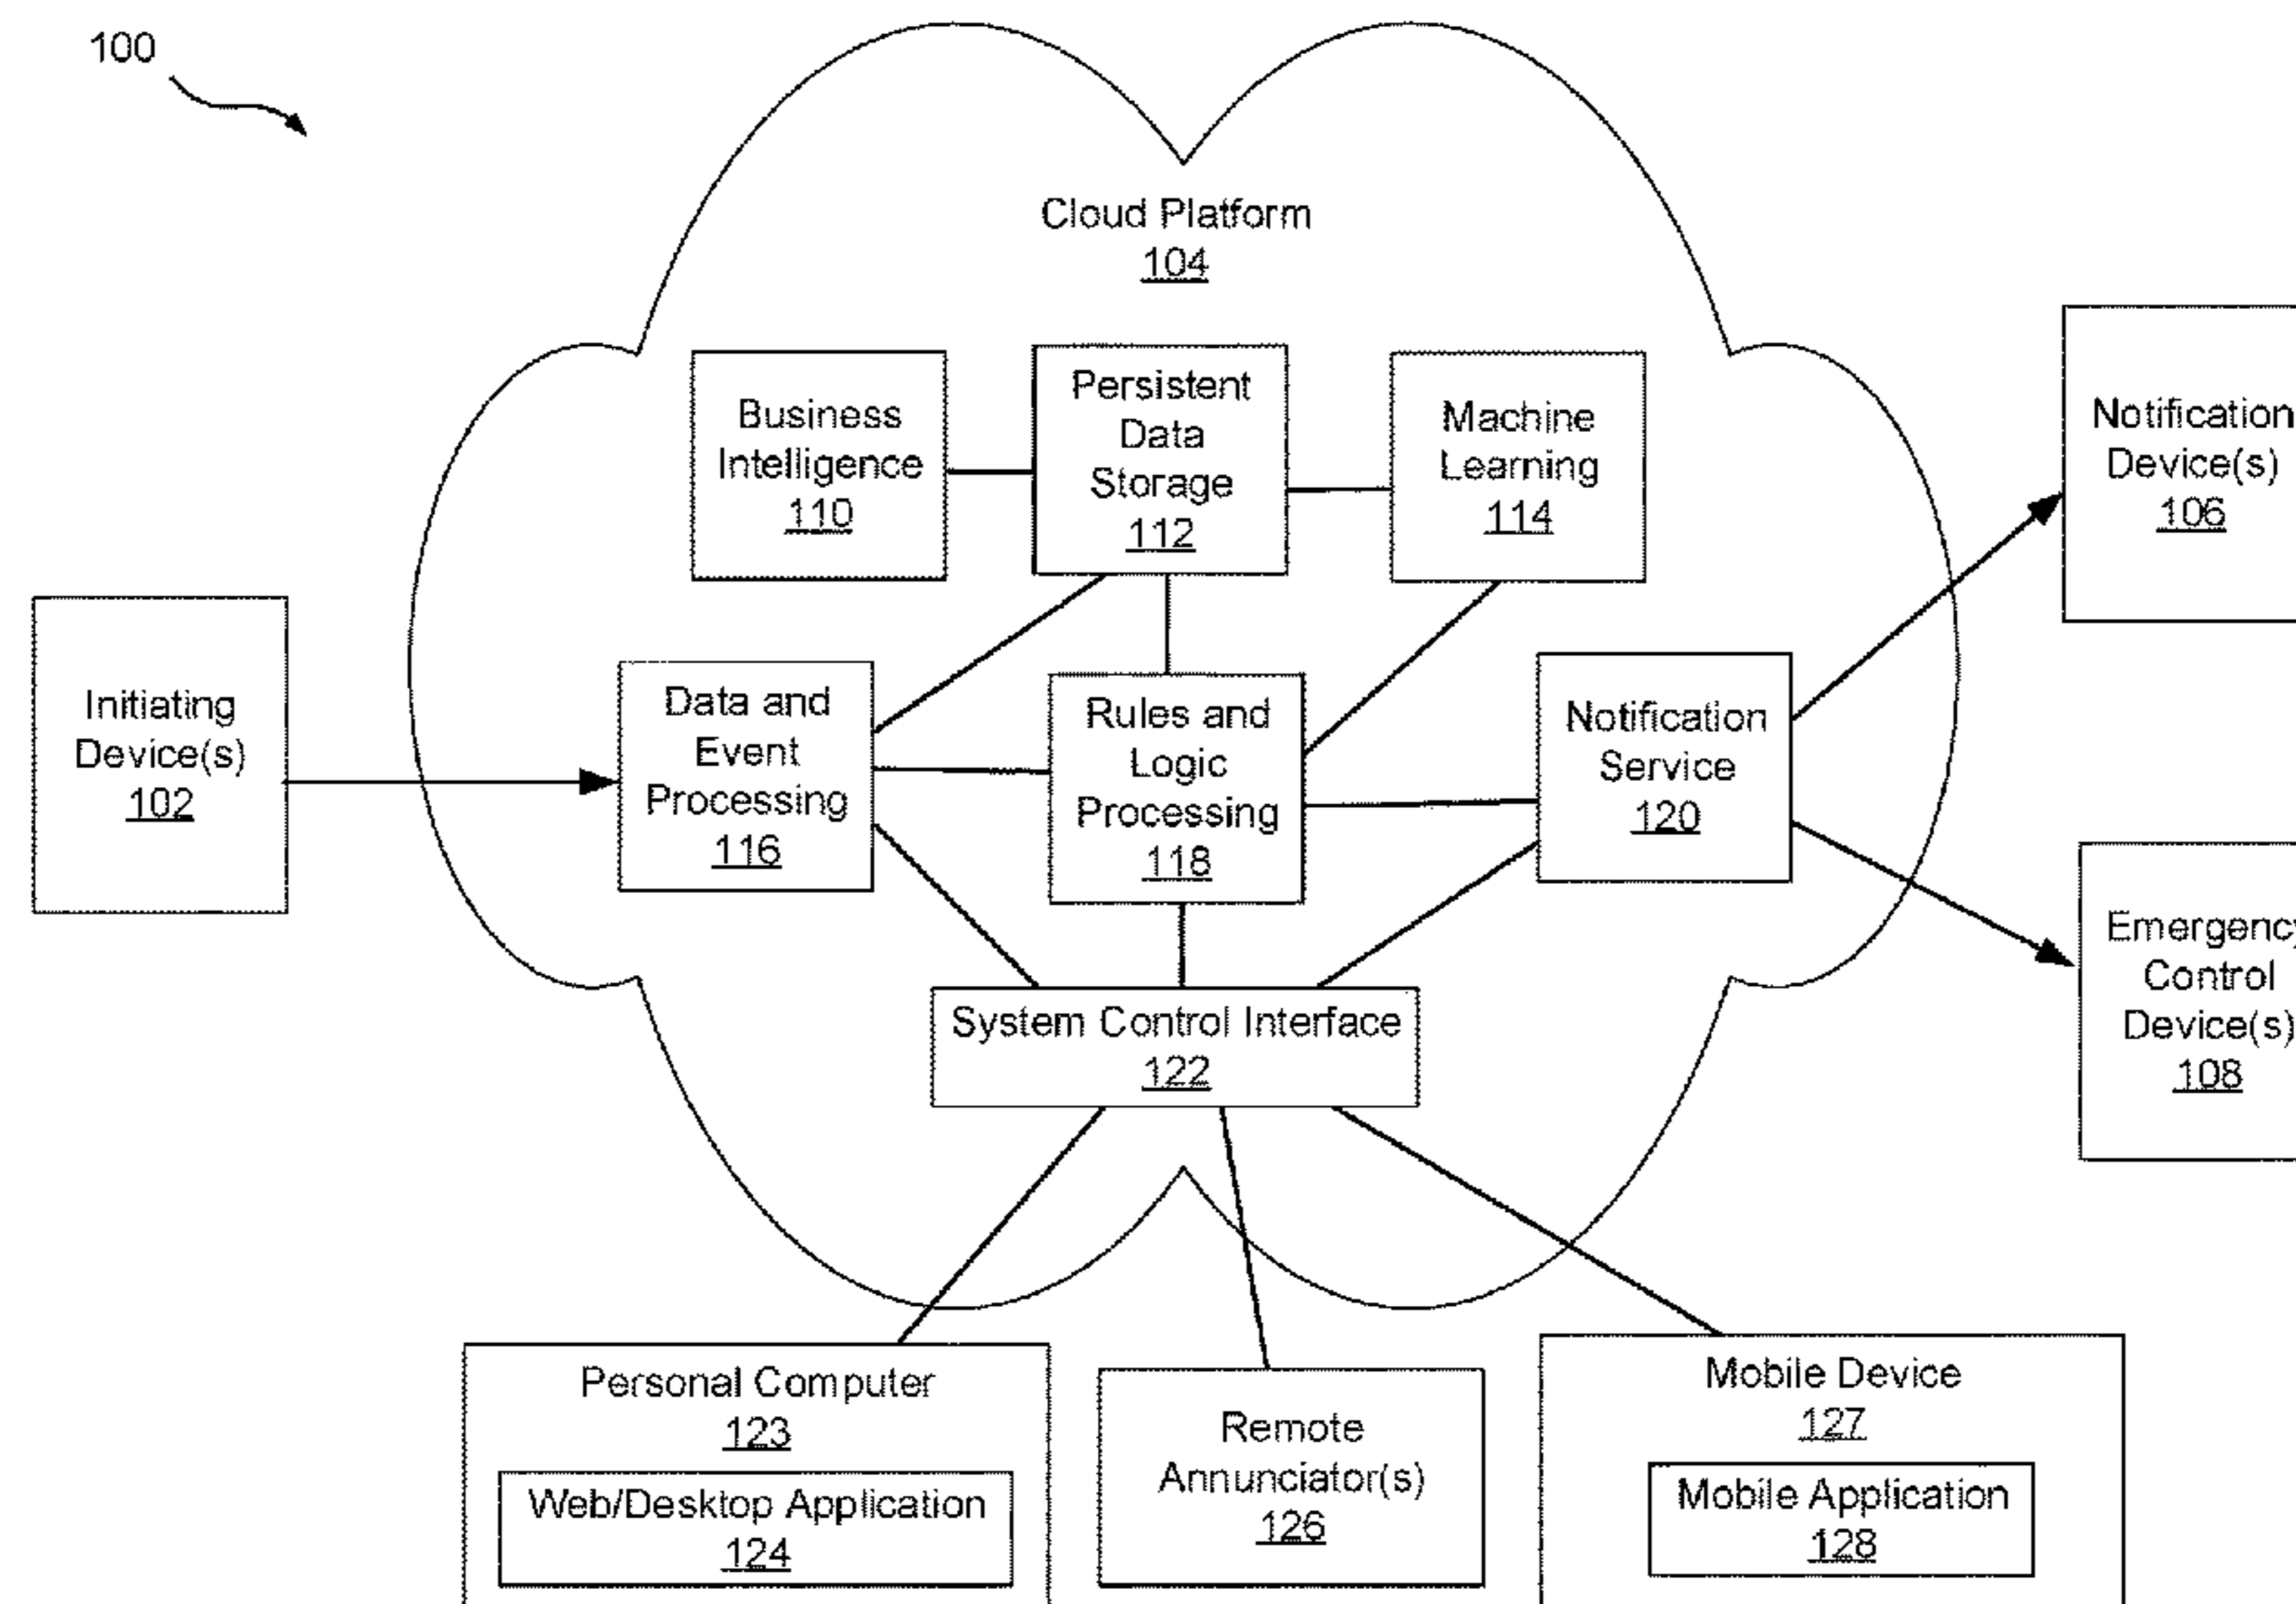 100
Cloud Platform
104
Business
Intelligence
110
Persistent
Data
Storage
112
Machine
Learning
114
Notification
Device(s)
106
Initiating
Device(s)
102
Data and
Event
Processing
116
Rules and
Logic
Processing
118
Notification
Service
120
Emergency
Control
Device(s)
108
System Control Interface
122
Personal Computer
123
Web/Desktop Application
124
Remote
Annunciator(s)
126
Mobile Device
127
Mobile Application
128